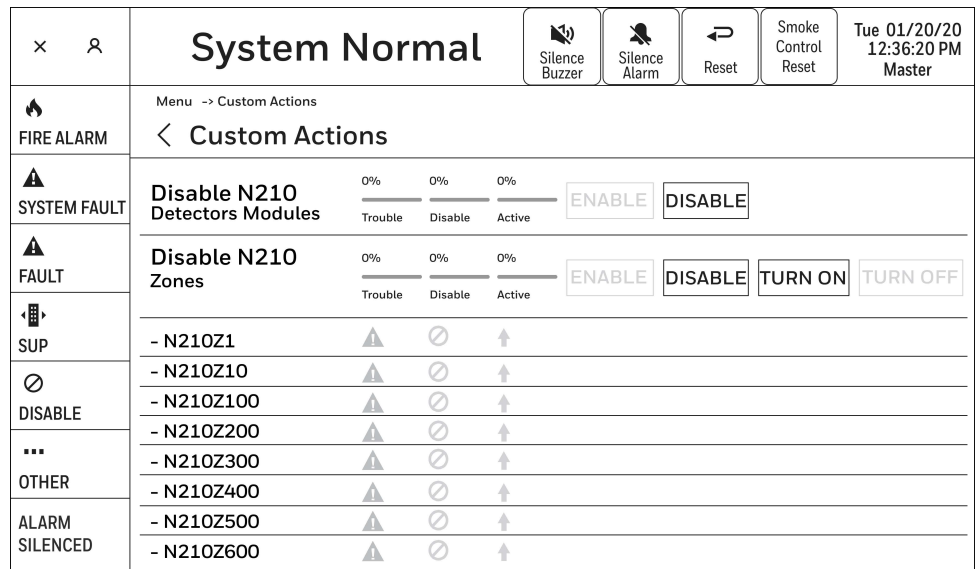 System Normal
Silence
Buzzer
Silence
Alarm
Reset
Smoke
Control
Reset
Tue 01/20/20
12:36:20 PM
Master
FIRE ALARM
SYSTEM FAULT
FAULT
SUP
DISABLE
OTHER
ALARM
SILENCED
Menu -> Custom Actions
Custom Actions
Disable N210
Detectors Modules
0% 0% 0%
Trouble Disable Active
ENABLE DISABLE
Disable N210
Zones
0% 0% 0%
Trouble Disable Active
ENABLE DISABLE TURN ON TURN OFF
- N210Z1
- N210Z10
- N210Z100
- N210Z200
- N210Z300
- N210Z400
- N210Z500
- N210Z600